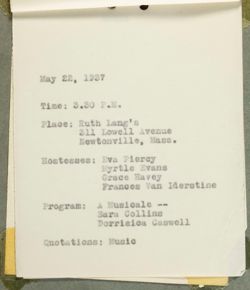 May 22, 1937
Time: 3.30 P.M.
Place: Ruth Lang's
311 Lowell Avenue
Newtonville, Mass.
Hostesses: Eva Piercy
Myrtle Evans
Grace Havey
Frances Van Iderstine
Program: A Musicale --
Sara Collins
Dorrieica Caswell
Quotations: Music